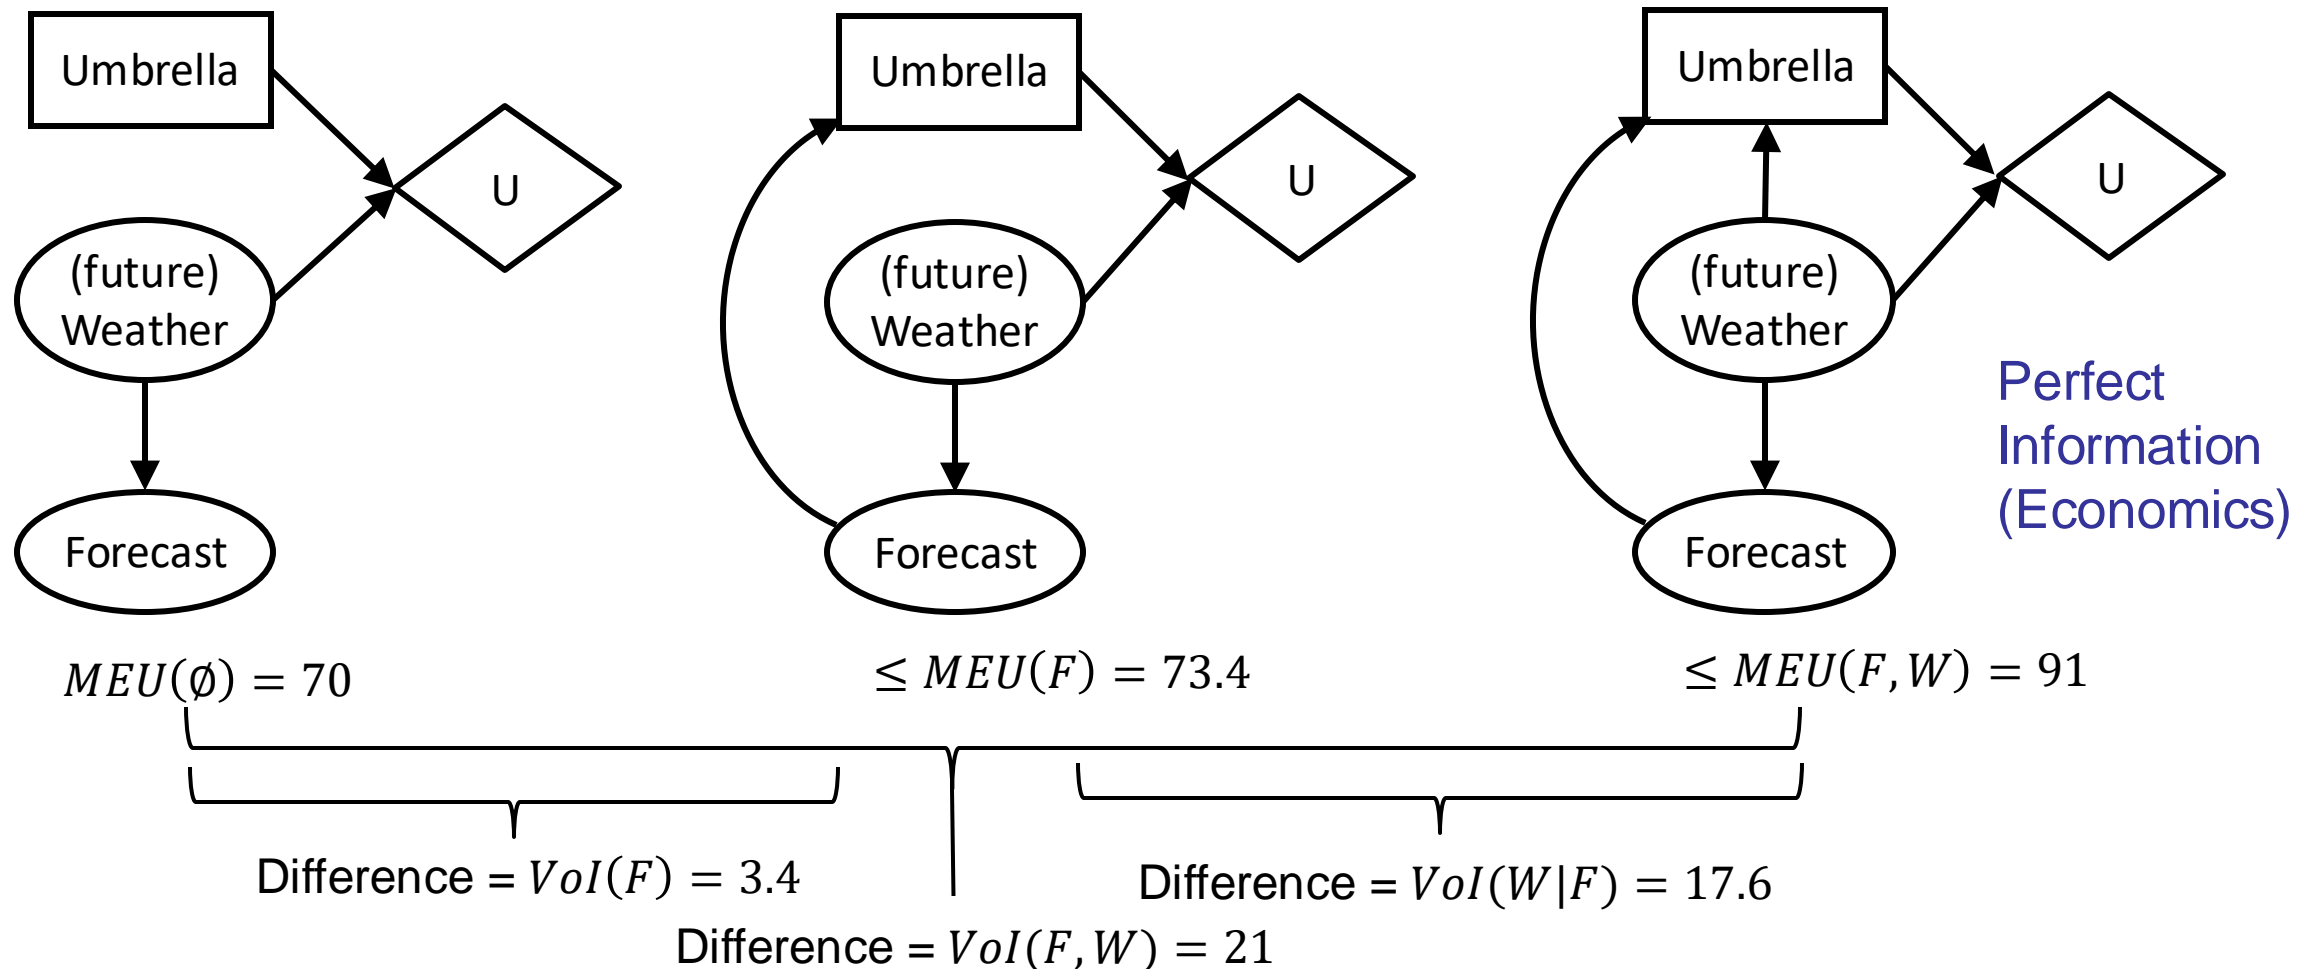 Umbrella
U
(future)
Weather
Forecast
Umbrella
U
(future)
Weather
Forecast
Umbrella
U
(future)
Weather
Forecast
Perfect
Information
(Economics)
MEU(∅) = 70
≤ MEU(F) = 73.4
≤ MEU(F, W) = 91
Difference = VoI(F) = 3.4
Difference = VoI(W|F) = 17.6
Difference = VoI(F, W) = 21